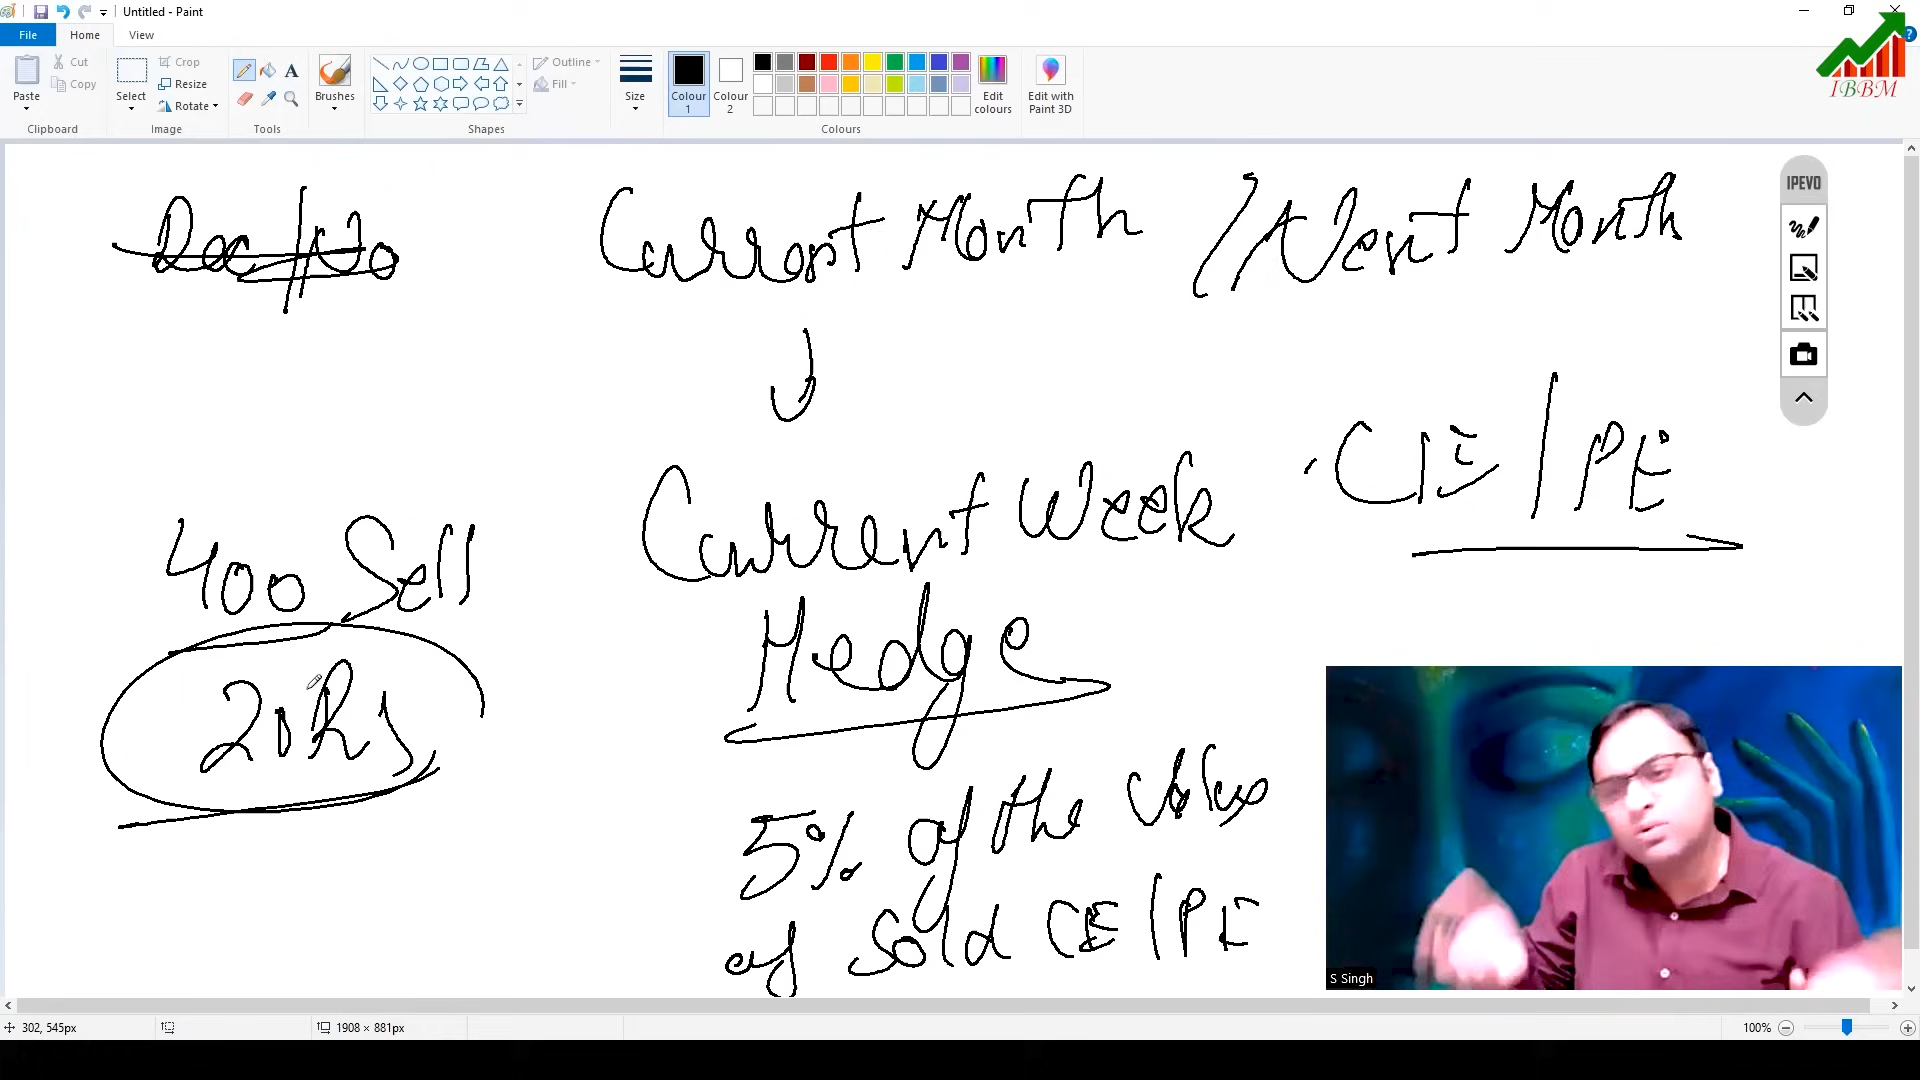 Untitled - Paint
File Home View
Paste
Cut
Copy
Clipboard
Select
Crop
Resize
Rotate
Image
Tools
Brushes
Shapes
Outline
Fill
Size
Colour 1
Colour 2
Edit colours
Edit with Paint 3D
Colours
IBBM
IPEVO
Current Month / Next Month
CE / PE
Current Week
400 Sell
Hedge
20 Rs
5% of the value
of Sold CE / PE
S Singh
302, 545px
1908 × 881px
100%